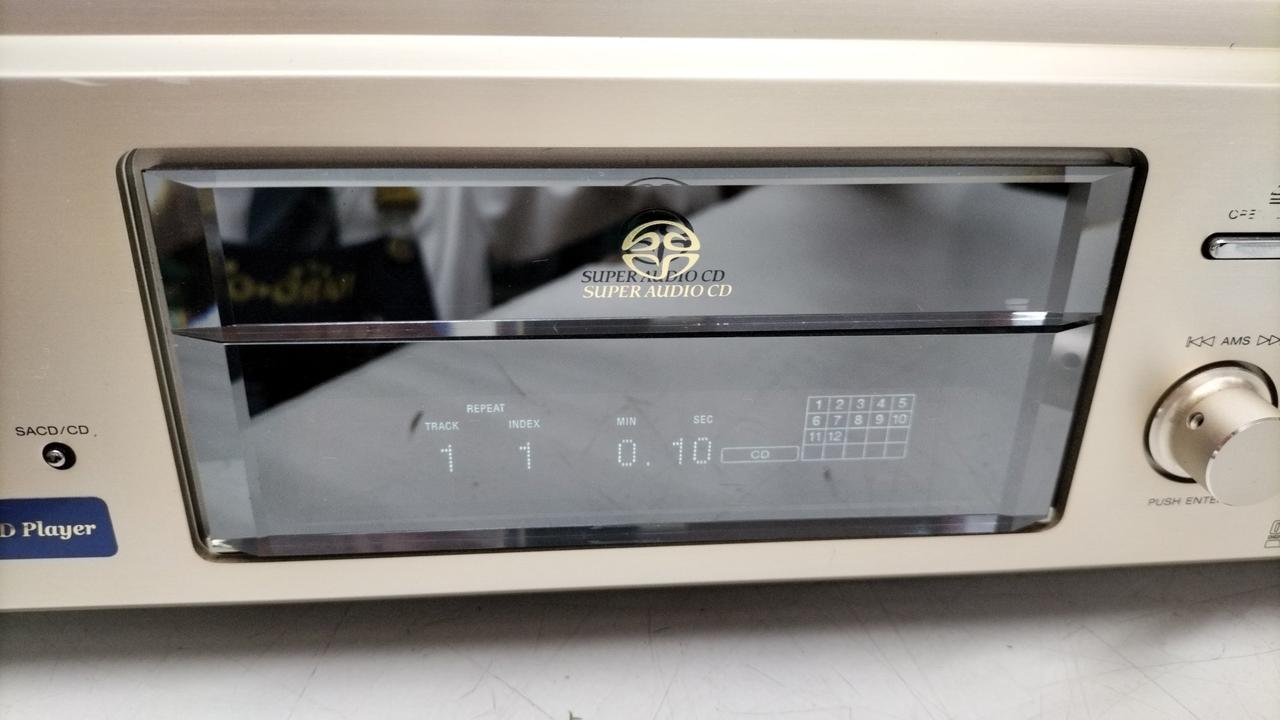 SUPER AUDIO CD
SUPER AUDIO CD
REPEAT
TRACK INDEX MIN SEC
1 1 0. 10
CD
1 2 3 4 5
6 7 8 9 10
11 12
SACD/CD
D Player
AMS
PUSH ENTE